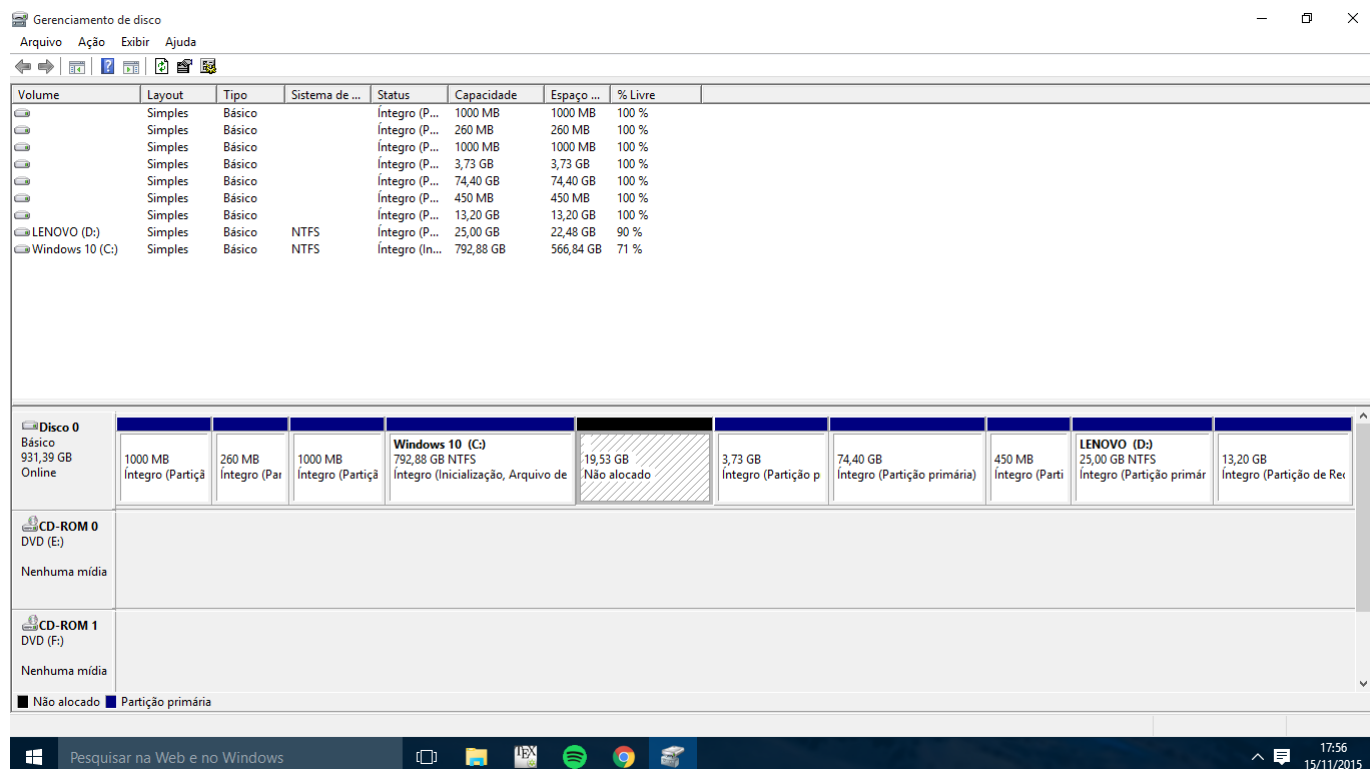 Gerenciamento de disco
Arquivo Ação Exibir Ajuda
Volume Layout Tipo Sistema de ... Status Capacidade Espaço ... % Livre
Simples Básico Íntegro (P... 1000 MB 1000 MB 100 %
Simples Básico Íntegro (P... 260 MB 260 MB 100 %
Simples Básico Íntegro (P... 1000 MB 1000 MB 100 %
Simples Básico Íntegro (P... 3,73 GB 3,73 GB 100 %
Simples Básico Íntegro (P... 74,40 GB 74,40 GB 100 %
Simples Básico Íntegro (P... 450 MB 450 MB 100 %
Simples Básico Íntegro (P... 13,20 GB 13,20 GB 100 %
LENOVO (D:) Simples Básico NTFS Íntegro (P... 25,00 GB 22,48 GB 90 %
Windows 10 (C:) Simples Básico NTFS Íntegro (In... 792,88 GB 566,84 GB 71 %
Disco 0
Básico
931,39 GB
Online
1000 MB
Íntegro (Partiçã
260 MB
Íntegro (Par
1000 MB
Íntegro (Partiçã
Windows 10 (C:)
792,88 GB NTFS
Íntegro (Inicialização, Arquivo de
19,53 GB
Não alocado
3,73 GB
Íntegro (Partição p
74,40 GB
Íntegro (Partição primária)
450 MB
Íntegro (Parti
LENOVO (D:)
25,00 GB NTFS
Íntegro (Partição primár
13,20 GB
Íntegro (Partição de Rec
CD-ROM 0
DVD (E:)
Nenhuma mídia
CD-ROM 1
DVD (F:)
Nenhuma mídia
Não alocado Partição primária
Pesquisar na Web e no Windows
TEX
17:56
15/11/2015